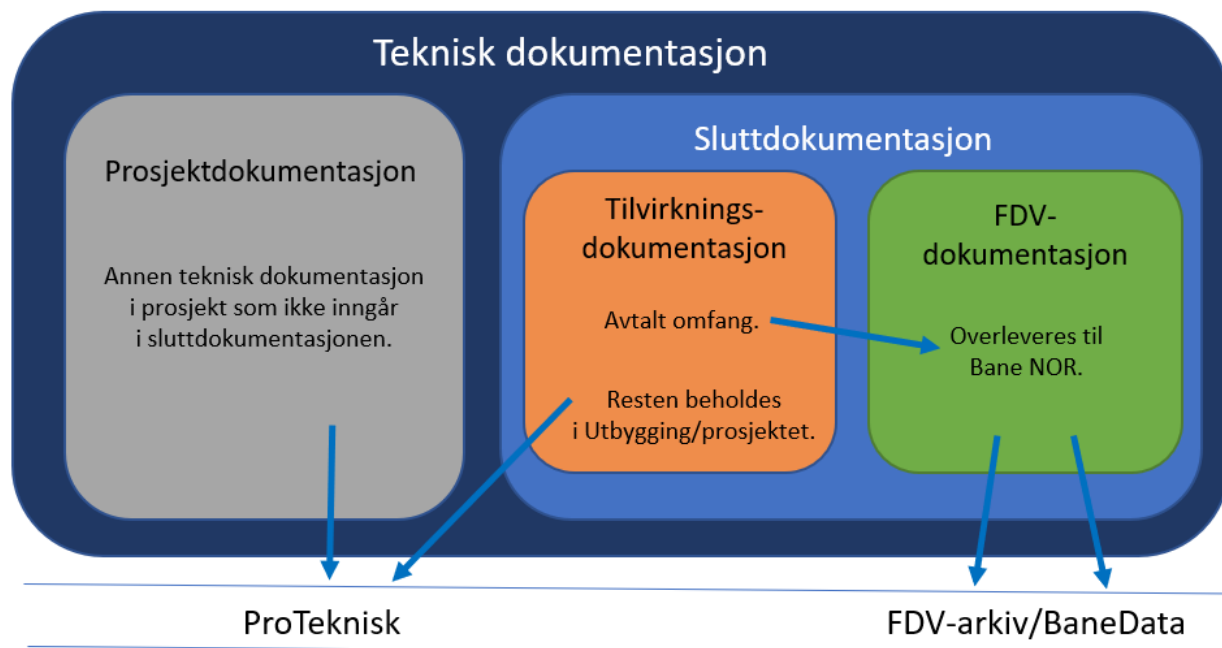 Teknisk dokumentasjon
Prosjektdokumentasjon
Annen teknisk dokumentasjon
i prosjekt som ikke inngår
i sluttdokumentasjonen.
Sluttdokumentasjon
Tilvirknings-
dokumentasjon
Avtalt omfang.
Resten beholdes
i Utbygging/prosjektet.
FDV-
dokumentasjon
Overleveres til
Bane NOR.
ProTeknisk
FDV-arkiv/BaneData